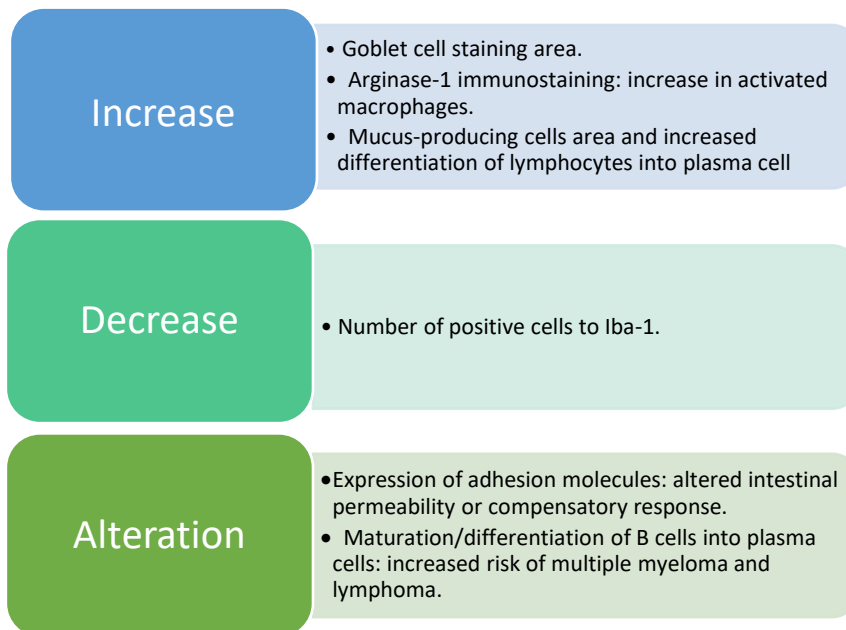 Increase
• Goblet cell staining area.
• Arginase-1 immunostaining: increase in activated
macrophages.
• Mucus-producing cells area and increased
differentiation of lymphocytes into plasma cell
Decrease
• Number of positive cells to Iba-1.
Alteration
•Expression of adhesion molecules: altered intestinal
permeability or compensatory response.
• Maturation/differentiation of B cells into plasma
cells: increased risk of multiple myeloma and
lymphoma.